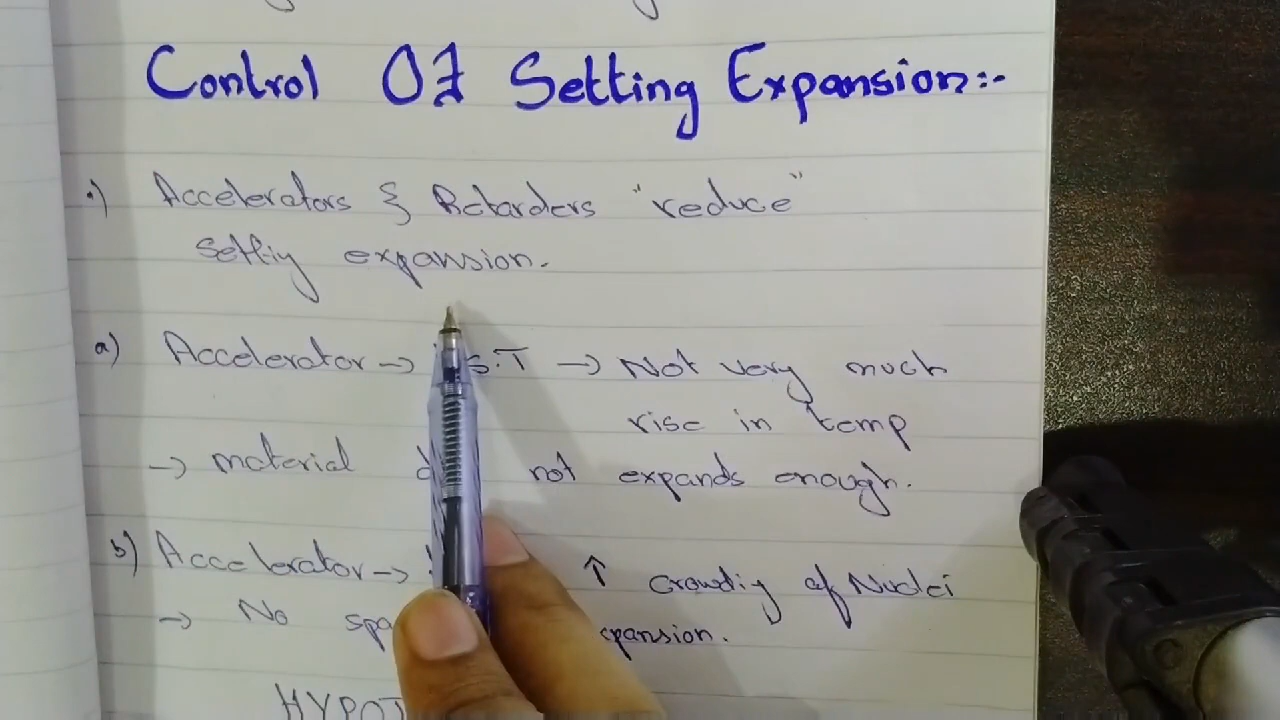 Control Of Setting Expansion:-
•) Accelerators & Retarders "reduce"
Setting expansion.
a) Accelerator → S.T → Not very much
rise in temp
→ material not expands enough.
b) Accelerator → ↑ crowding of Nuclei
→ No expansion.